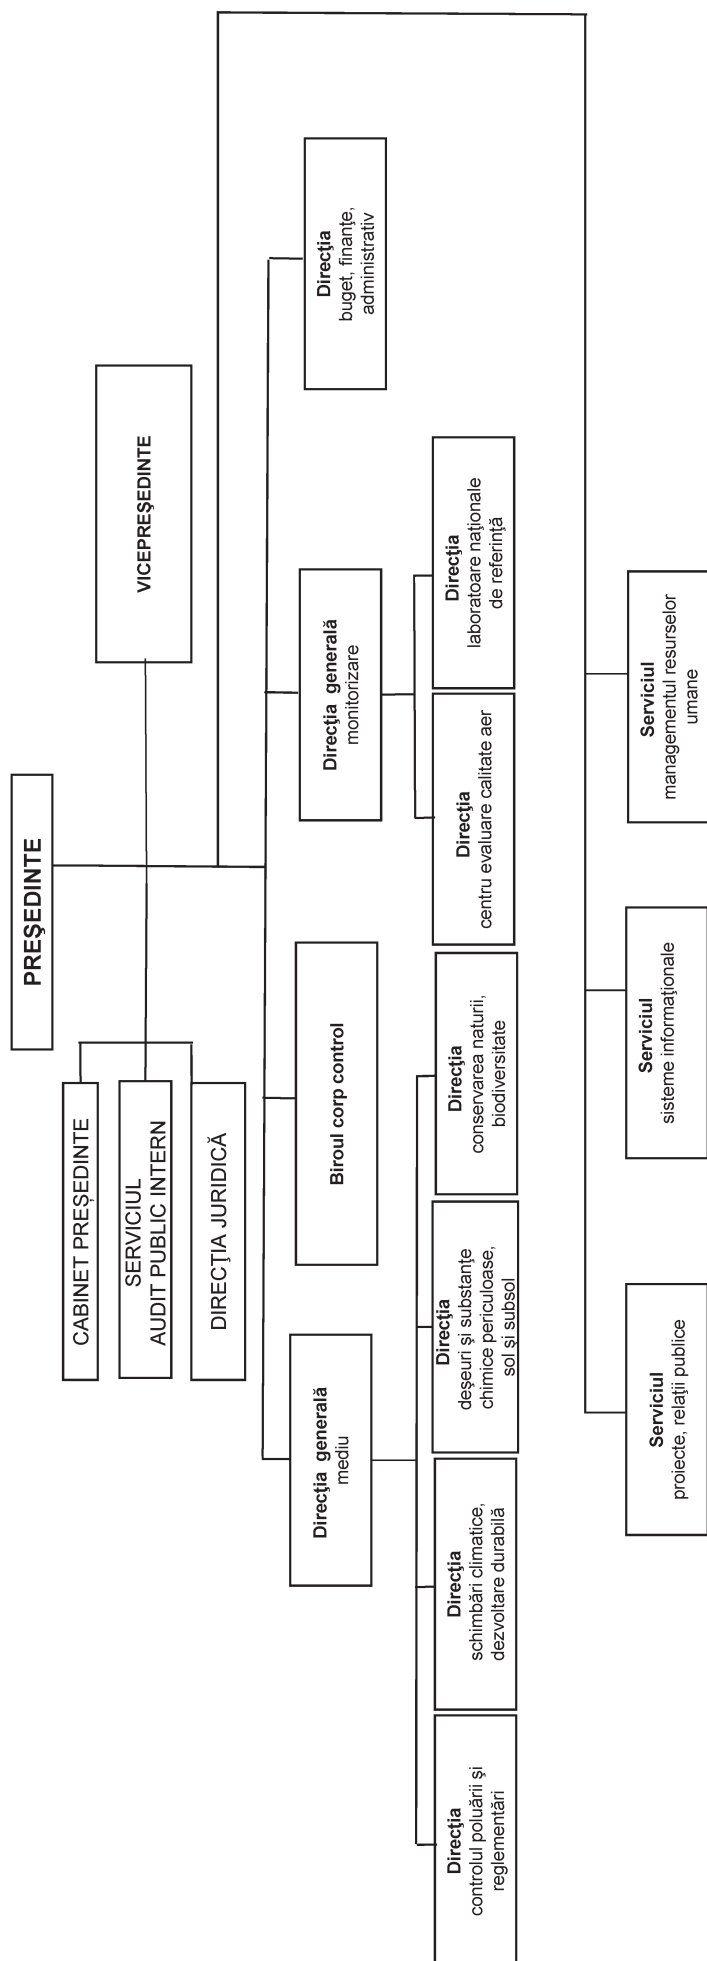 PREŞEDINTE
VICEPREŞEDINTE
CABINET PREŞEDINTE
SERVICIUL
AUDIT PUBLIC INTERN
DIRECŢIA JURIDICĂ
Direcţia generală
mediu
Biroul corp control
Direcţia generală
monitorizare
Direcţia
buget, finanţe,
administrativ
Direcţia
controlul poluării şi
reglementări
Direcţia
schimbări climatice,
dezvoltare durabilă
Direcţia
deşeuri şi substanţe
chimice periculoase,
sol şi subsol
Direcţia
conservarea naturii,
biodiversitate
Direcţia
centru evaluare calitate aer
Direcţia
laboratoare naţionale
de referinţă
Serviciul
proiecte, relaţii publice
Serviciul
sisteme informaţionale
Serviciul
managementul resurselor
umane